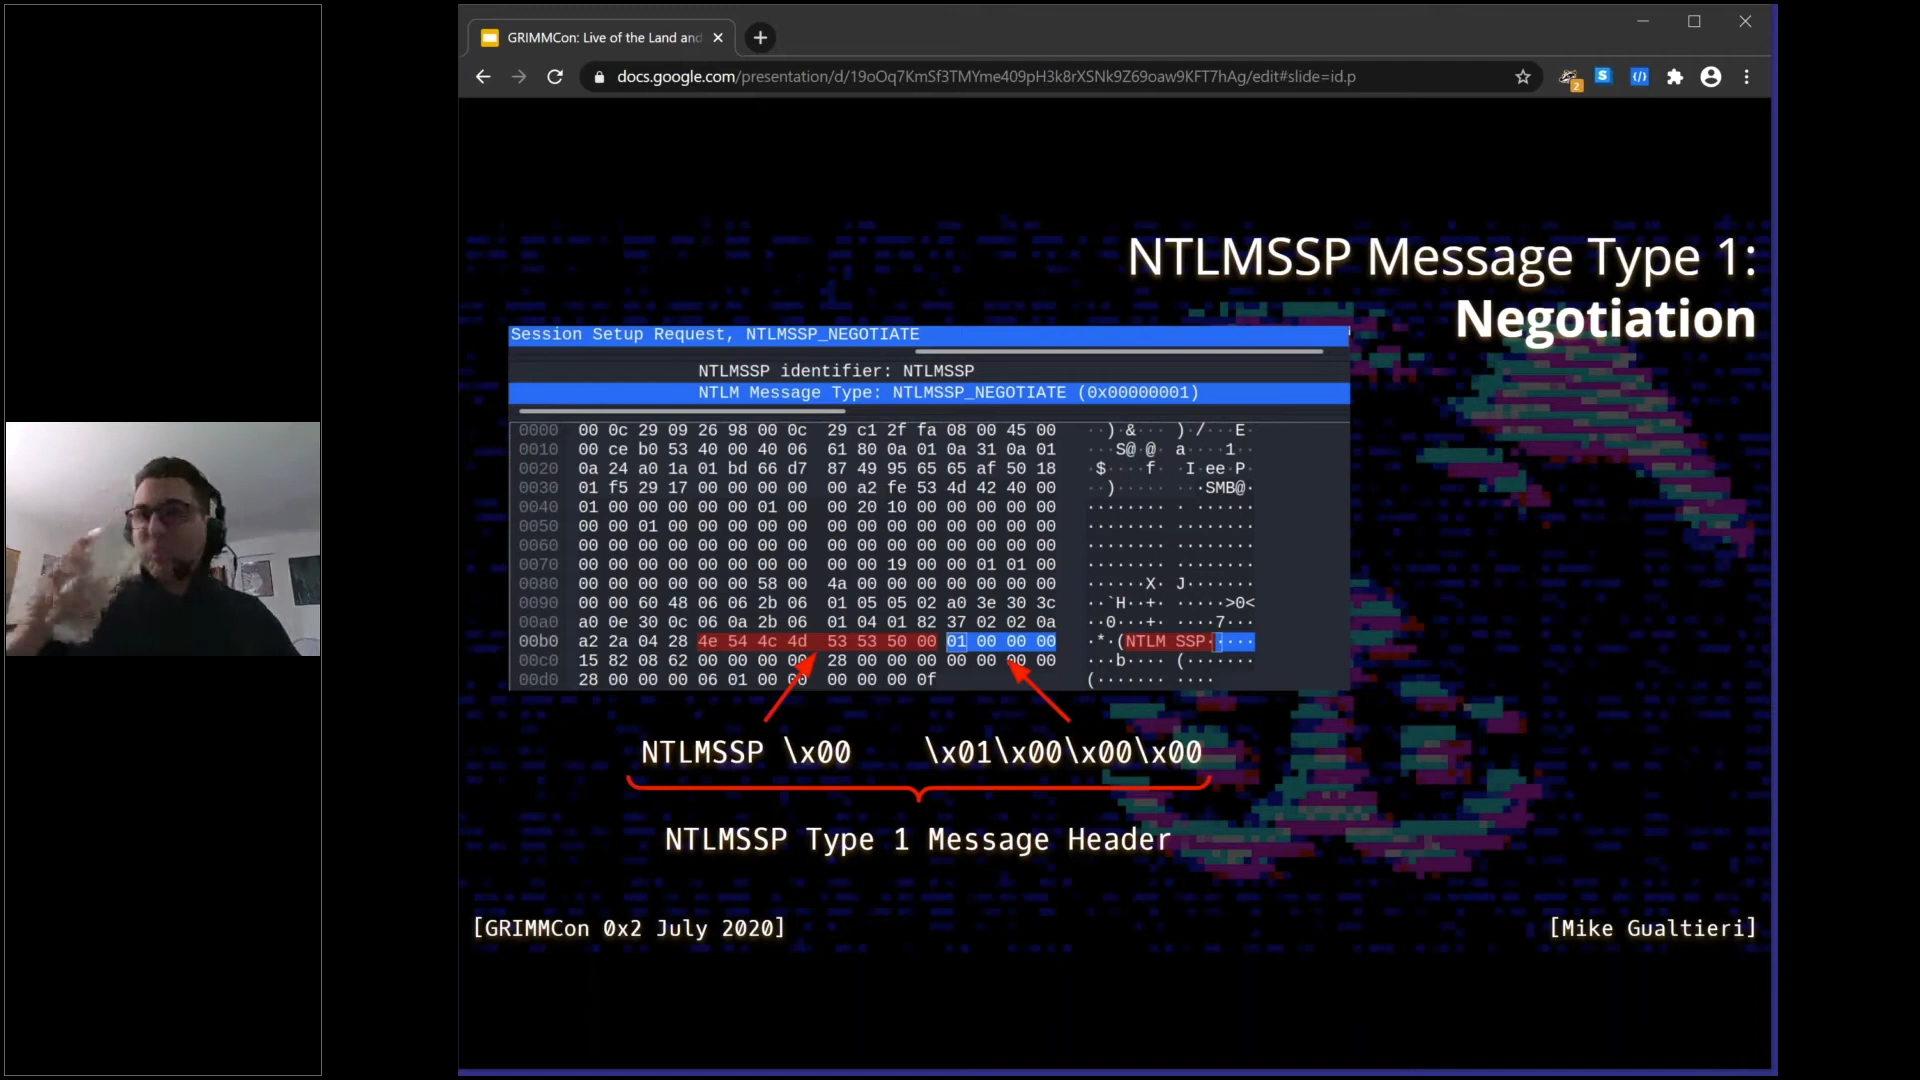 GRIMMCon: Live of the Land and
docs.google.com/presentation/d/19oOq7KmSf3TMYme409pH3k8rXSNk9Z69oaw9KFT7hAg/edit#slide=id.p
2
S
NTLMSSP Message Type 1:
Negotiation
Session Setup Request, NTLMSSP_NEGOTIATE
NTLMSSP identifier: NTLMSSP
NTLM Message Type: NTLMSSP_NEGOTIATE (0x00000001)
0000 00 0c 29 09 26 98 00 0c 29 c1 2f fa 08 00 45 00 ··)·&··· )·/···E·
0010 00 ce b0 53 40 00 40 06 61 80 0a 01 0a 31 0a 01 ···S@·@· a····1··
0020 0a 24 a0 1a 01 bd 66 d7 87 49 95 65 65 af 50 18 ·$····f· ·I·ee·P·
0030 01 f5 29 17 00 00 00 00 00 a2 fe 53 4d 42 40 00 ··)····· ···SMB@·
0040 01 00 00 00 00 00 01 00 00 20 10 00 00 00 00 00 ········ · ······
0050 00 00 01 00 00 00 00 00 00 00 00 00 00 00 00 00 ········ ········
0060 00 00 00 00 00 00 00 00 00 00 00 00 00 00 00 00 ········ ········
0070 00 00 00 00 00 00 00 00 00 00 19 00 00 01 01 00 ········ ········
0080 00 00 00 00 00 00 58 00 4a 00 00 00 00 00 00 00 ······X· J·······
0090 00 00 60 48 06 06 2b 06 01 05 05 02 a0 3e 30 3c ··`H··+· ·····>0<
00a0 a0 0e 30 0c 06 0a 2b 06 01 04 01 82 37 02 02 0a ··0···+· ····7···
00b0 a2 2a 04 28 4e 54 4c 4d 53 53 50 00 01 00 00 00 ·*·(NTLM SSP·····
00c0 15 82 08 62 00 00 00 00 28 00 00 00 00 00 00 00 ···b···· (·······
00d0 28 00 00 00 06 01 00 00 00 00 00 0f (······· ····
NTLMSSP \x00 \x01\x00\x00\x00
NTLMSSP Type 1 Message Header
[GRIMMCon 0x2 July 2020]
[Mike Gualtieri]